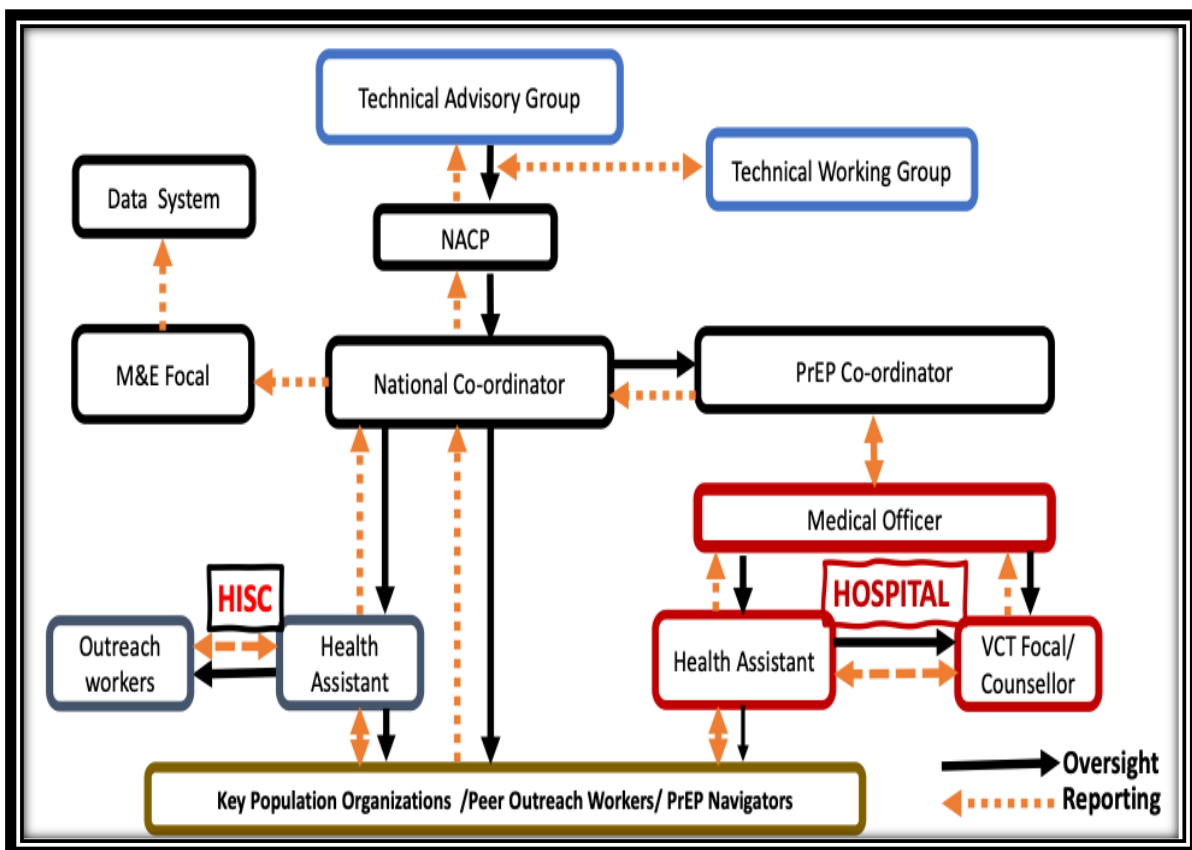 Technical Advisory Group
Technical Working Group
Data System
NACP
M&E Focal
National Co-ordinator
PrEP Co-ordinator
Medical Officer
HISC
HOSPITAL
Outreach
workers
Health
Assistant
Health Assistant
VCT Focal/
Counsellor
Oversight
Reporting
Key Population Organizations /Peer Outreach Workers/ PrEP Navigators